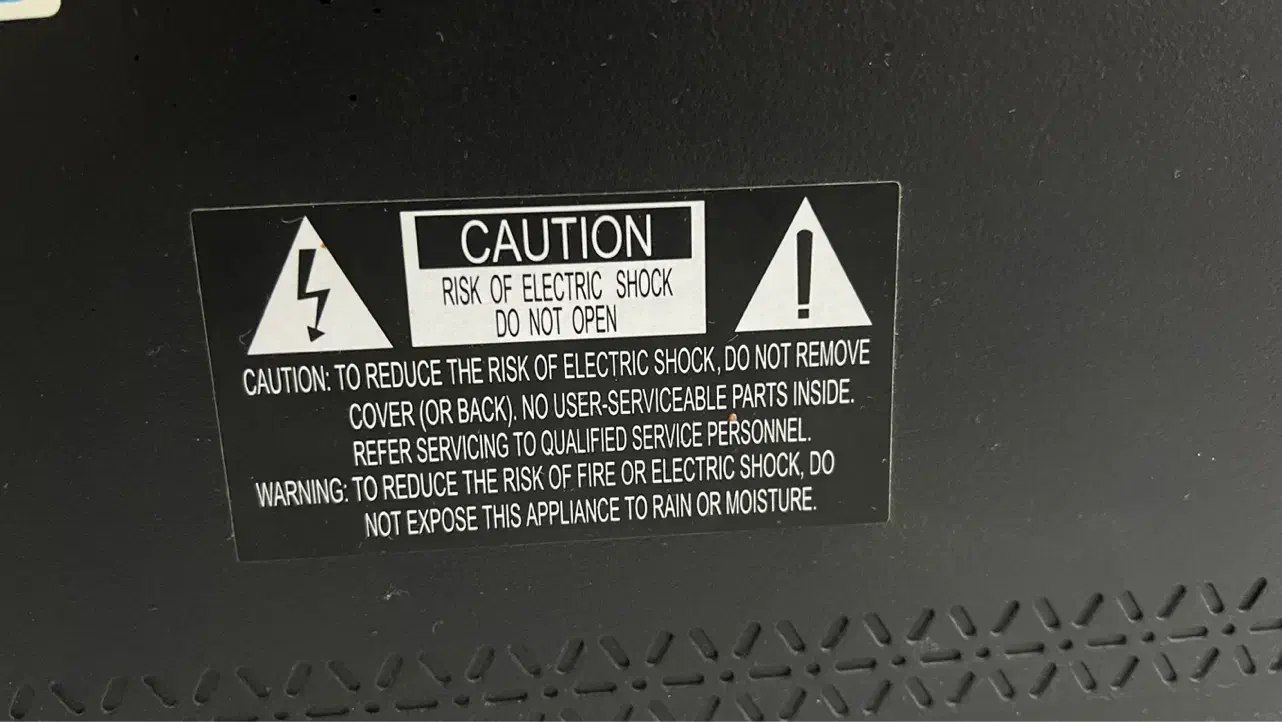 CAUTION
RISK OF ELECTRIC SHOCK
DO NOT OPEN
CAUTION: TO REDUCE THE RISK OF ELECTRIC SHOCK, DO NOT REMOVE
COVER (OR BACK). NO USER-SERVICEABLE PARTS INSIDE.
REFER SERVICING TO QUALIFIED SERVICE PERSONNEL.
WARNING: TO REDUCE THE RISK OF FIRE OR ELECTRIC SHOCK, DO
NOT EXPOSE THIS APPLIANCE TO RAIN OR MOISTURE.